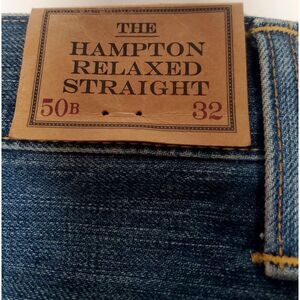 THE
HAMPTON
RELAXED
STRAIGHT
50B 32